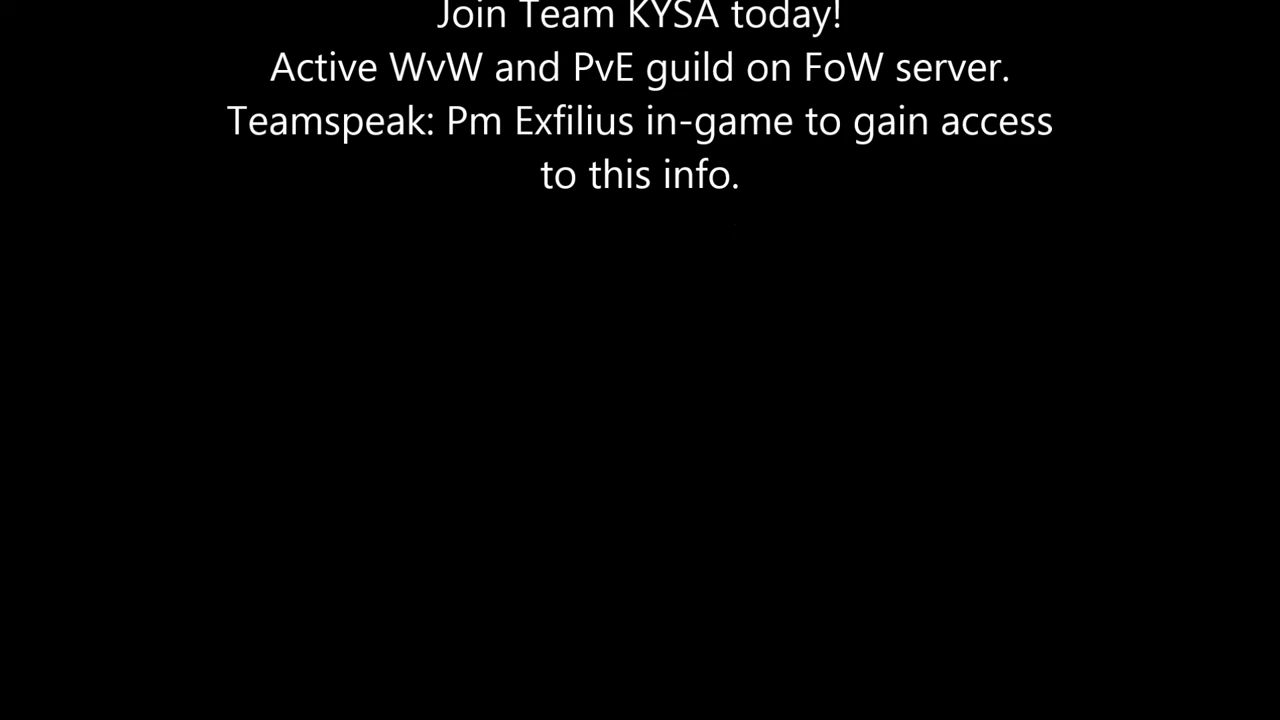 Join Team KYSA today!
Active WvW and PvE guild on FoW server.
Teamspeak: Pm Exfilius in-game to gain access
to this info.